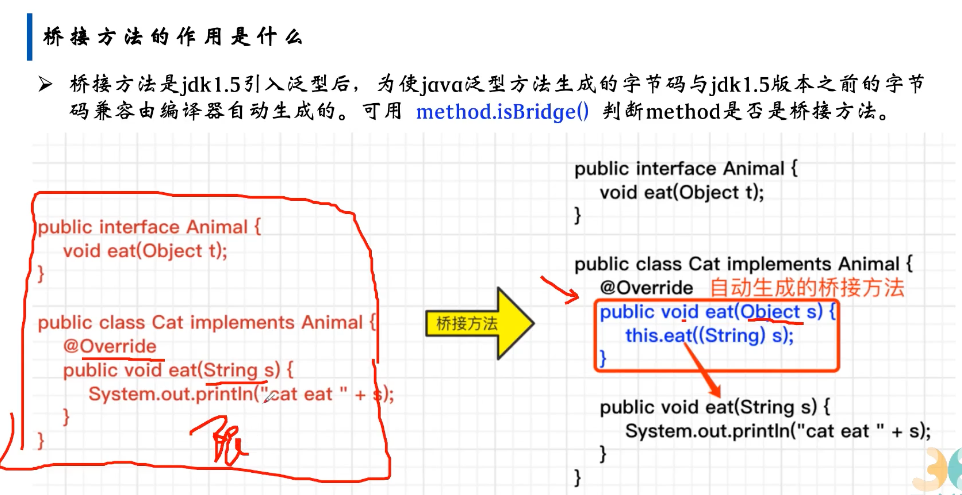 桥接方法的作用是什么
桥接方法是jdk1.5引入泛型后，为使java泛型方法生成的字节码与jdk1.5版本之前的字节
码兼容由编译器自动生成的。可用 method.isBridge() 判断method是否是桥接方法。
public interface Animal {
void eat(Object t);
}
public class Cat implements Animal {
@Override
public void eat(String s) {
System.out.println("cat eat " + s);
}
}
桥接方法
public interface Animal {
void eat(Object t);
}
public class Cat implements Animal {
@Override 自动生成的桥接方法
public void eat(Object s) {
this.eat((String) s);
}
public void eat(String s) {
System.out.println("cat eat " + s);
}
}